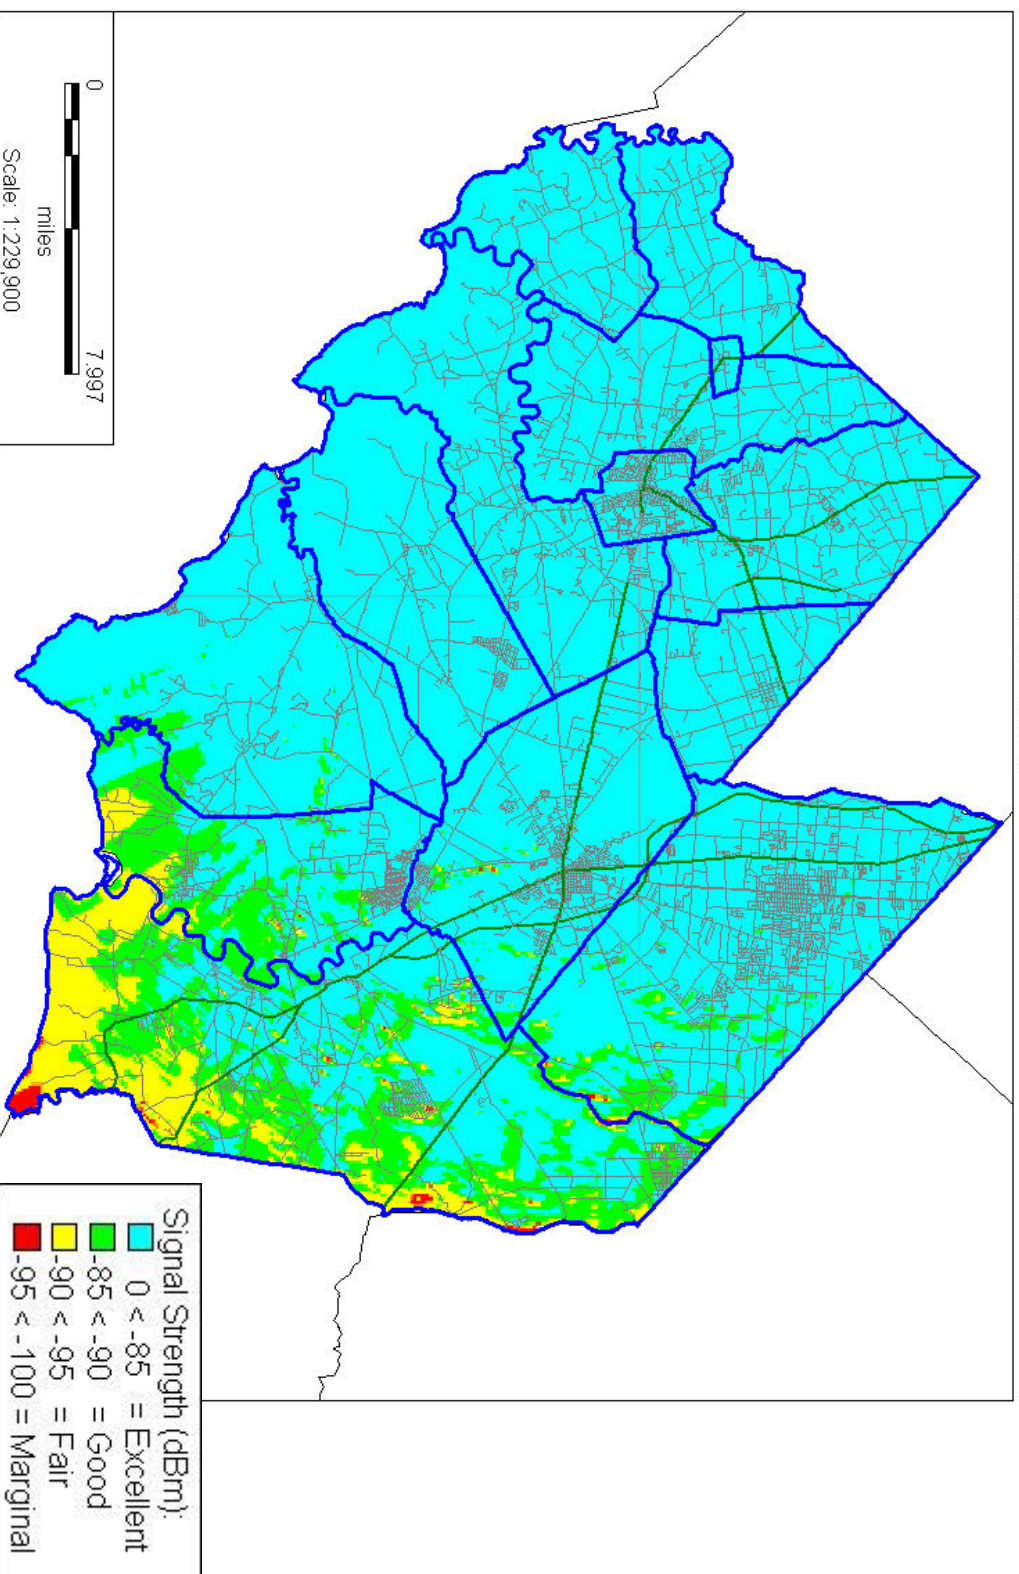 0 7.997
miles
Scale: 1:229,900
Signal Strength (dBm):
0 < -85 = Excellent
-85 < -90 = Good
-90 < -95 = Fair
-95 < -100 = Marginal